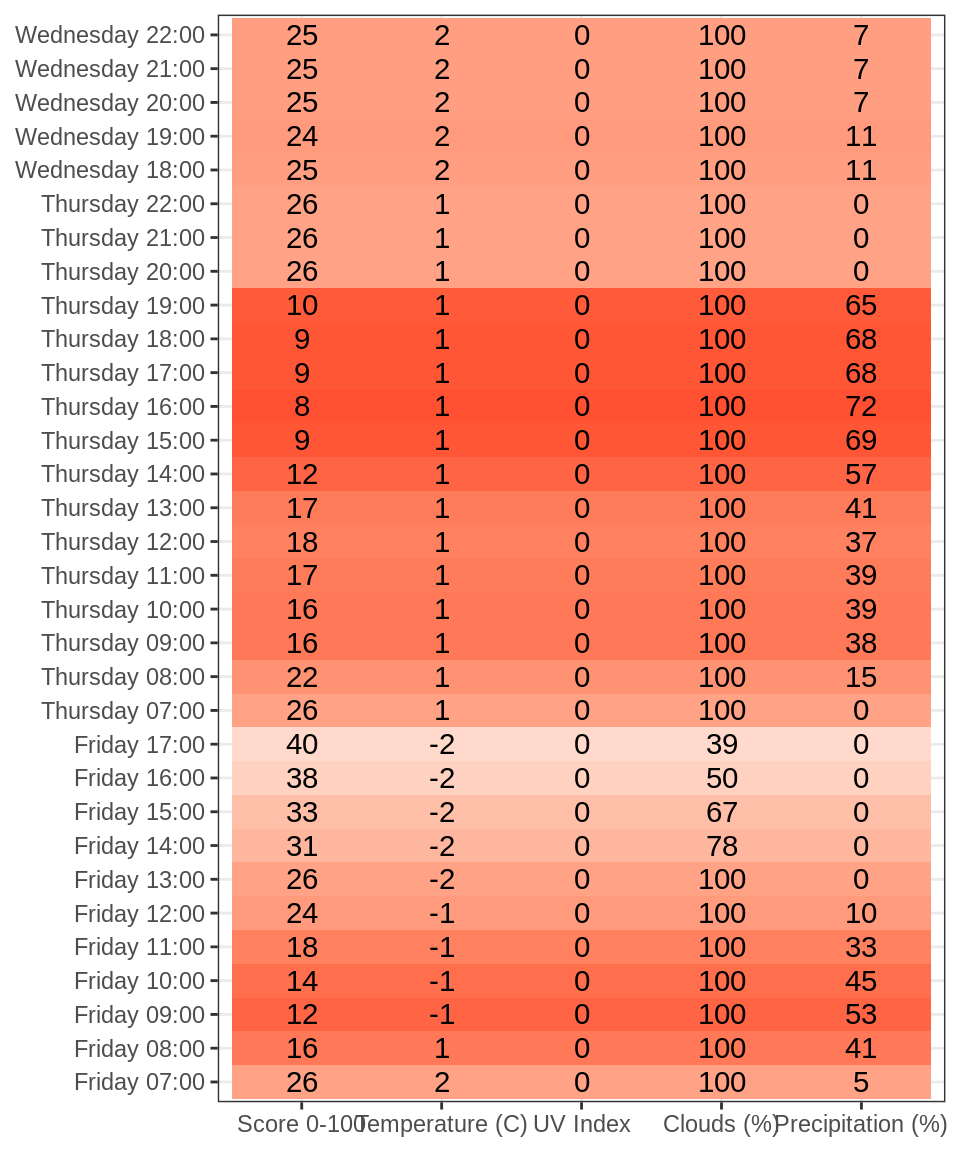 Wednesday 22:00 25 2 0 100 7
Wednesday 21:00 25 2 0 100 7
Wednesday 20:00 25 2 0 100 7
Wednesday 19:00 24 2 0 100 11
Wednesday 18:00 25 2 0 100 11
Thursday 22:00 26 1 0 100 0
Thursday 21:00 26 1 0 100 0
Thursday 20:00 26 1 0 100 0
Thursday 19:00 10 1 0 100 65
Thursday 18:00 9 1 0 100 68
Thursday 17:00 9 1 0 100 68
Thursday 16:00 8 1 0 100 72
Thursday 15:00 9 1 0 100 69
Thursday 14:00 12 1 0 100 57
Thursday 13:00 17 1 0 100 41
Thursday 12:00 18 1 0 100 37
Thursday 11:00 17 1 0 100 39
Thursday 10:00 16 1 0 100 39
Thursday 09:00 16 1 0 100 38
Thursday 08:00 22 1 0 100 15
Thursday 07:00 26 1 0 100 0
Friday 17:00 40 -2 0 39 0
Friday 16:00 38 -2 0 50 0
Friday 15:00 33 -2 0 67 0
Friday 14:00 31 -2 0 78 0
Friday 13:00 26 -2 0 100 0
Friday 12:00 24 -1 0 100 10
Friday 11:00 18 -1 0 100 33
Friday 10:00 14 -1 0 100 45
Friday 09:00 12 -1 0 100 53
Friday 08:00 16 1 0 100 41
Friday 07:00 26 2 0 100 5
Score 0-100 Temperature (C) UV Index Clouds (%) Precipitation (%)